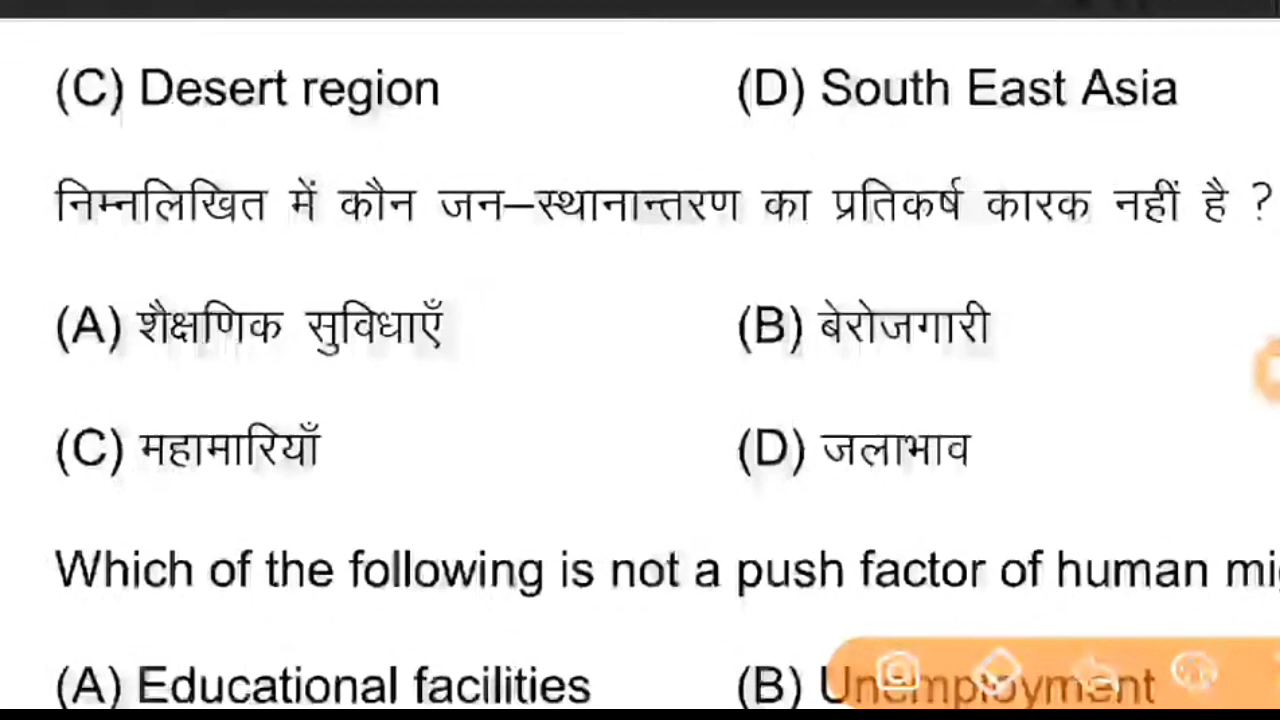 (C) Desert region (D) South East Asia
निम्नलिखित में कौन जन–स्थानान्तरण का प्रतिकर्ष कारक नहीं है ?
(A) शैक्षणिक सुविधाएँ (B) बेरोजगारी
(C) महामारियाँ (D) जलाभाव
Which of the following is not a push factor of human
(A) Educational facilities (B) Unemployment